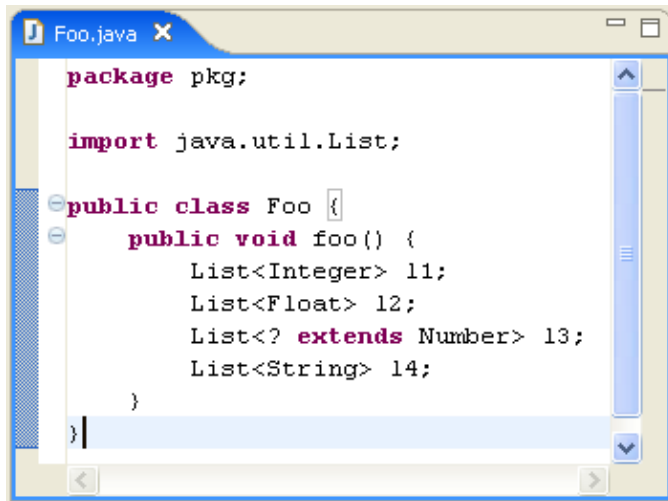 Foo.java
package pkg;
import java.util.List;
public class Foo {
public void foo() {
List<Integer> l1;
List<Float> l2;
List<? extends Number> l3;
List<String> l4;
}
}